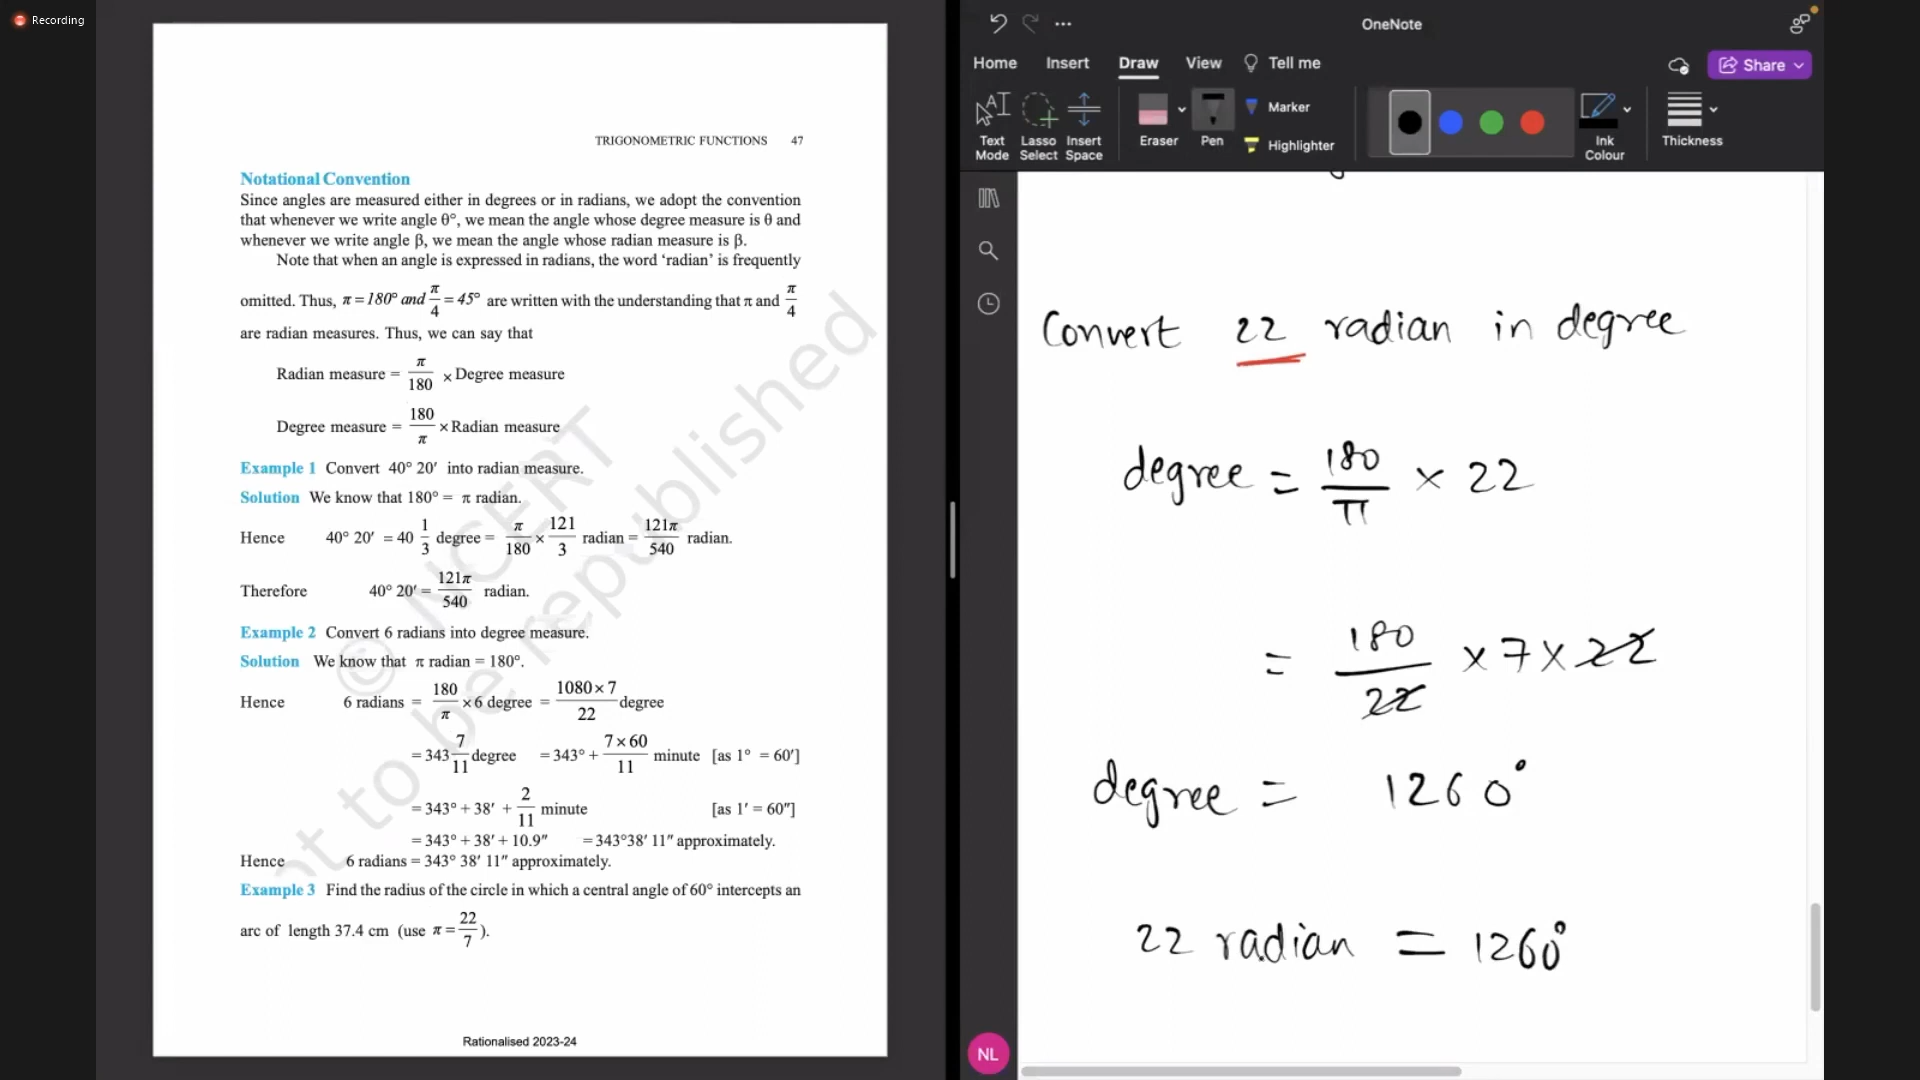 Recording
TRIGONOMETRIC FUNCTIONS 47
Notational Convention
Since angles are measured either in degrees or in radians, we adopt the convention
that whenever we write angle θ°, we mean the angle whose degree measure is θ and
whenever we write angle β, we mean the angle whose radian measure is β.
Note that when an angle is expressed in radians, the word ‘radian’ is frequently
omitted. Thus, π = 180° and π/4 = 45° are written with the understanding that π and π/4
are radian measures. Thus, we can say that
Radian measure = π/180 × Degree measure
Degree measure = 180/π × Radian measure
Example 1 Convert 40° 20′ into radian measure.
Solution We know that 180° = π radian.
Hence 40° 20′ = 40 1/3 degree = π/180 × 121/3 radian = 121π/540 radian.
Therefore 40° 20′ = 121π/540 radian.
Example 2 Convert 6 radians into degree measure.
Solution We know that π radian = 180°.
Hence 6 radians = 180/π × 6 degree = 1080 × 7/22 degree
= 343 7/11 degree = 343° + 7 × 60/11 minute [as 1° = 60′]
= 343° + 38′ + 2/11 minute [as 1′ = 60″]
= 343° + 38′ + 10.9″ = 343°38′ 11″ approximately.
Hence 6 radians = 343° 38′ 11″ approximately.
Example 3 Find the radius of the circle in which a central angle of 60° intercepts an
arc of length 37.4 cm (use π = 22/7).
Rationalised 2023-24
© NCERT
not to be republished
OneNote
Home Insert Draw View Tell me
Share
Text Mode
Lasso Select
Insert Space
Eraser
Pen
Marker
Highlighter
Ink Colour
Thickness
Convert 22 radian in degree
degree = 180/π × 22
= 180/22 × 7 × 22
degree = 1260°
22 radian = 1260°
NL